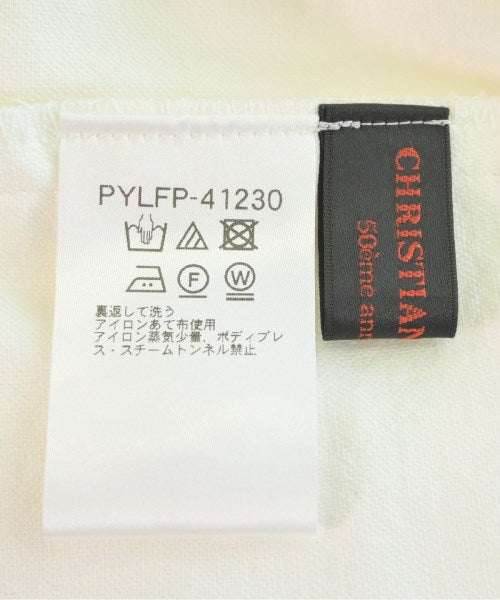 PYLFP-41230
F
W
裏返して洗う
アイロンあて布使用
アイロン蒸気少量、ボディプレ
ス・スチームトンネル禁止
CHRISTIAN
50ème ann